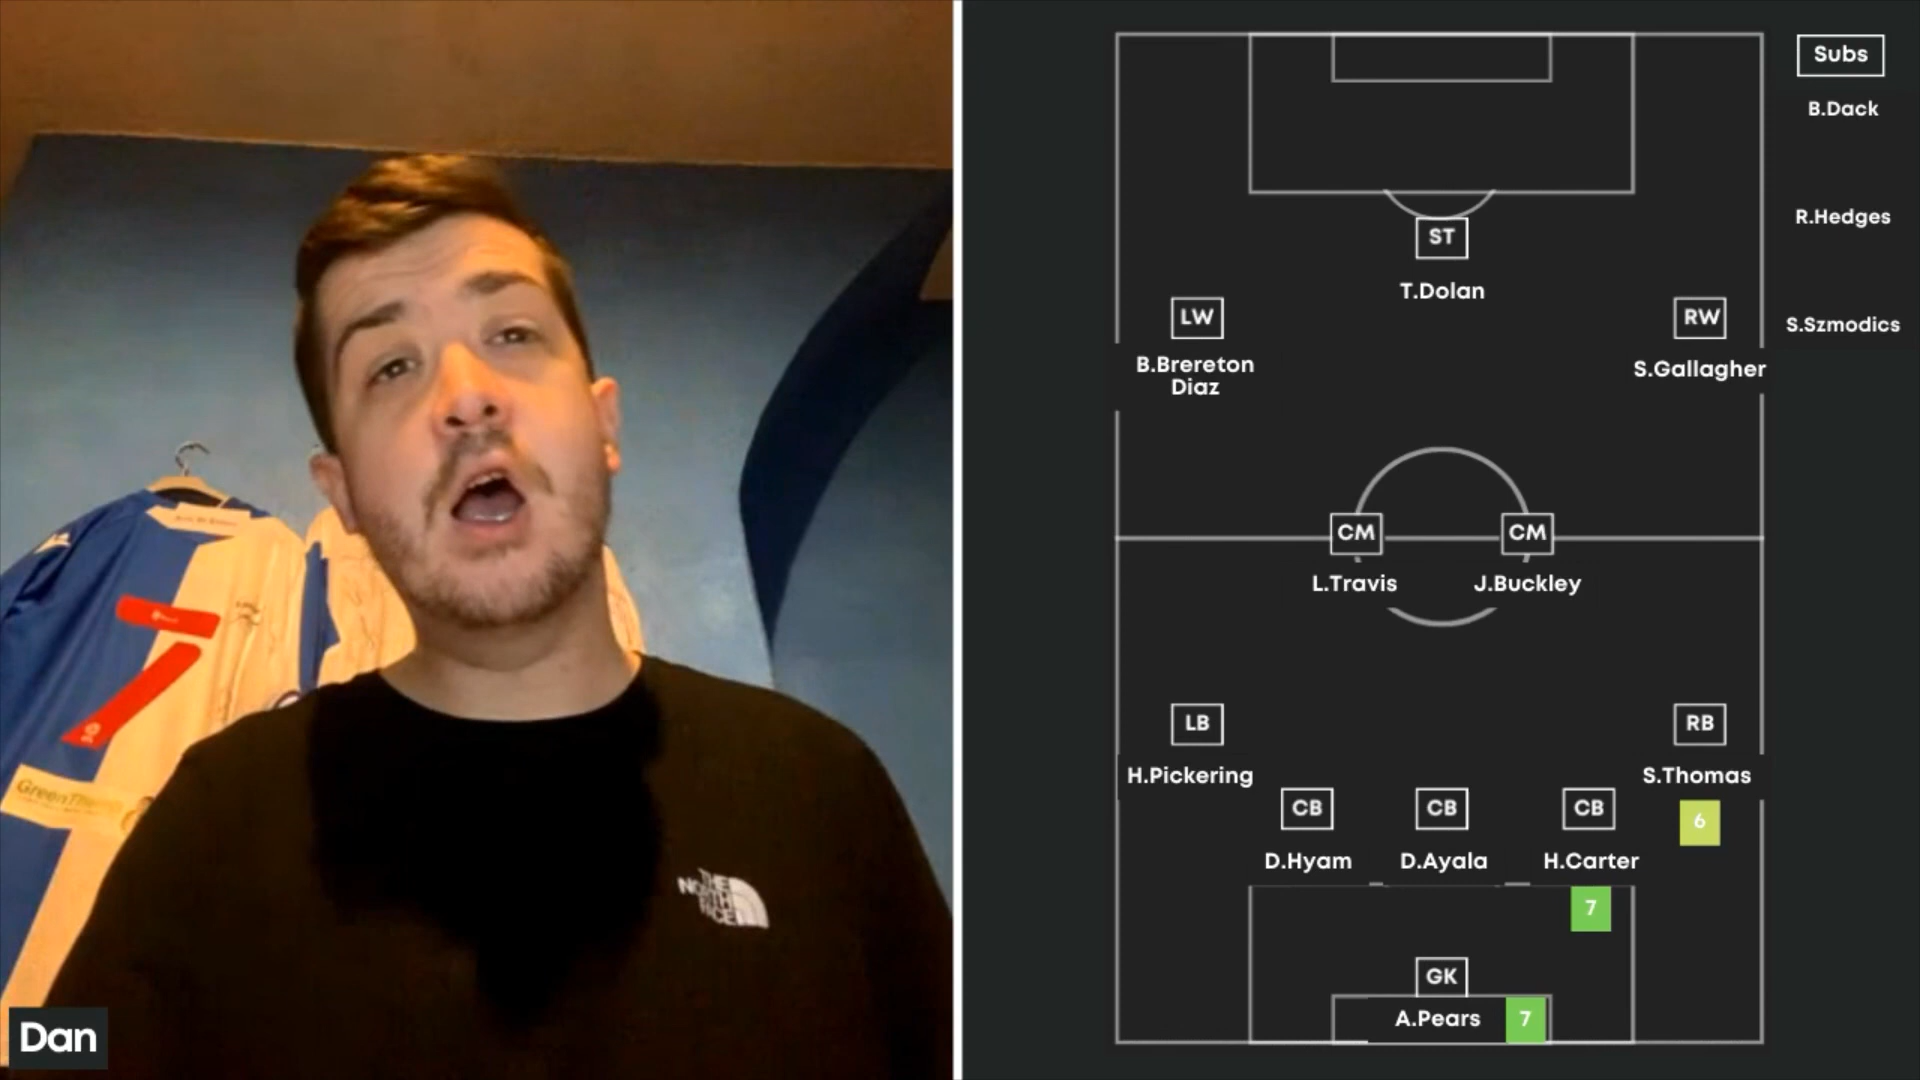 GreenTh
THE
NORTH
FACE
Dan
Subs
B.Dack
R.Hedges
S.Szmodics
ST
T.Dolan
LW
B.Brereton
Diaz
RW
S.Gallagher
CM
L.Travis
CM
J.Buckley
LB
H.Pickering
RB
S.Thomas
6
CB
D.Hyam
CB
D.Ayala
CB
H.Carter
7
GK
A.Pears
7